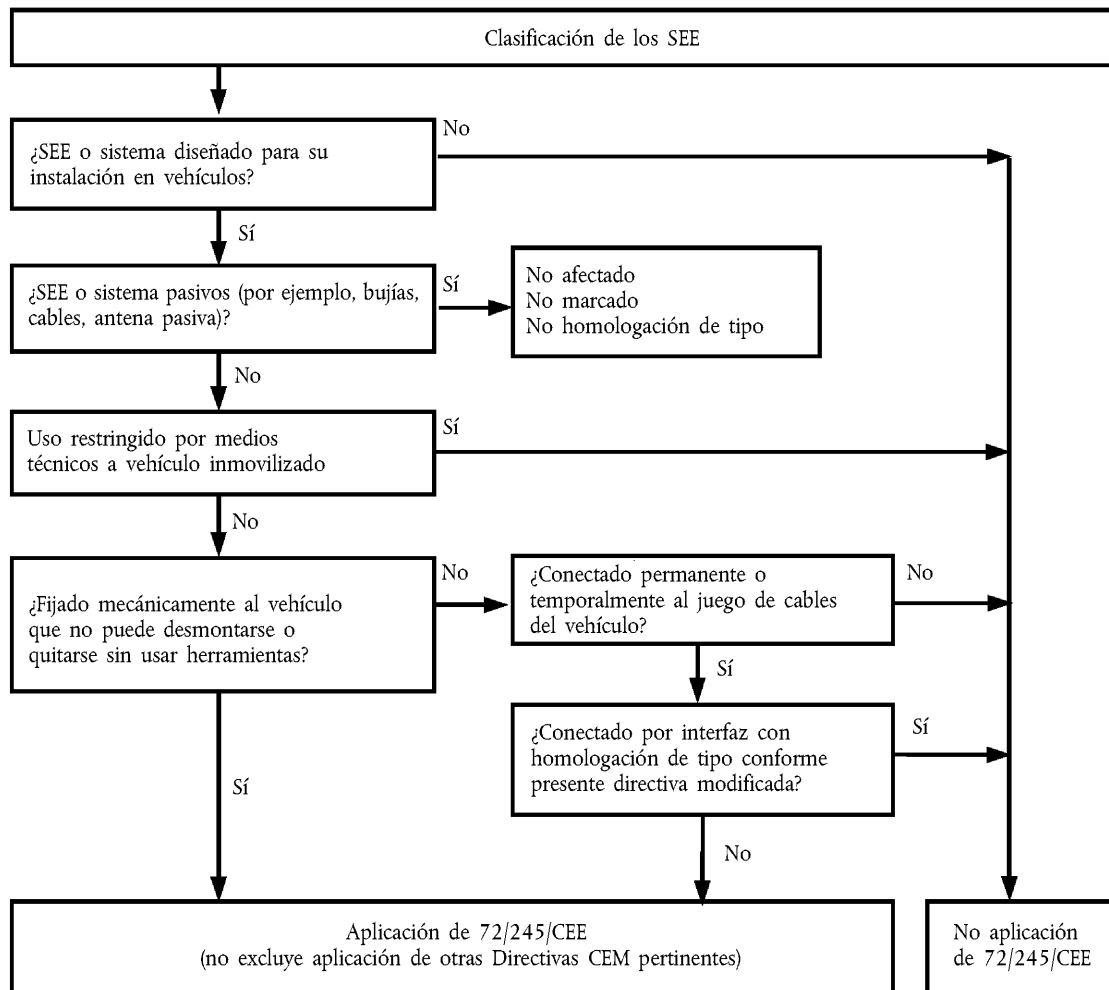 Clasificación de los SEE
No
¿SEE o sistema diseñado para su
instalación en vehículos?
Sí
¿SEE o sistema pasivos (por ejemplo, bujías,
cables, antena pasiva)?
Sí
No afectado
No marcado
No homologación de tipo
No
Uso restringido por medios
técnicos a vehículo inmovilizado
Sí
No
¿Fijado mecánicamente al vehículo
que no puede desmontarse o
quitarse sin usar herramientas?
No
¿Conectado permanente o
temporalmente al juego de cables
del vehículo?
No
Sí
¿Conectado por interfaz con
homologación de tipo conforme
presente directiva modificada?
Sí
Sí
No
Aplicación de 72/245/CEE
(no excluye aplicación de otras Directivas CEM pertinentes)
No aplicación
de 72/245/CEE